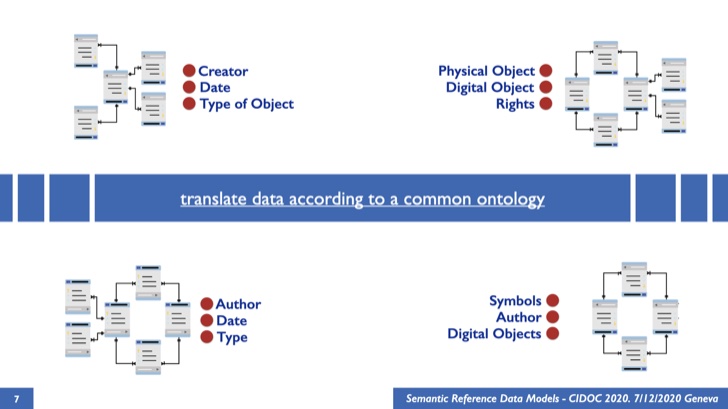 Creator
Date
Type of Object
Physical Object
Digital Object
Rights
translate data according to a common ontology
Author
Date
Type
Symbols
Author
Digital Objects
7
Semantic Reference Data Models - CIDOC 2020. 7/12/2020 Geneva